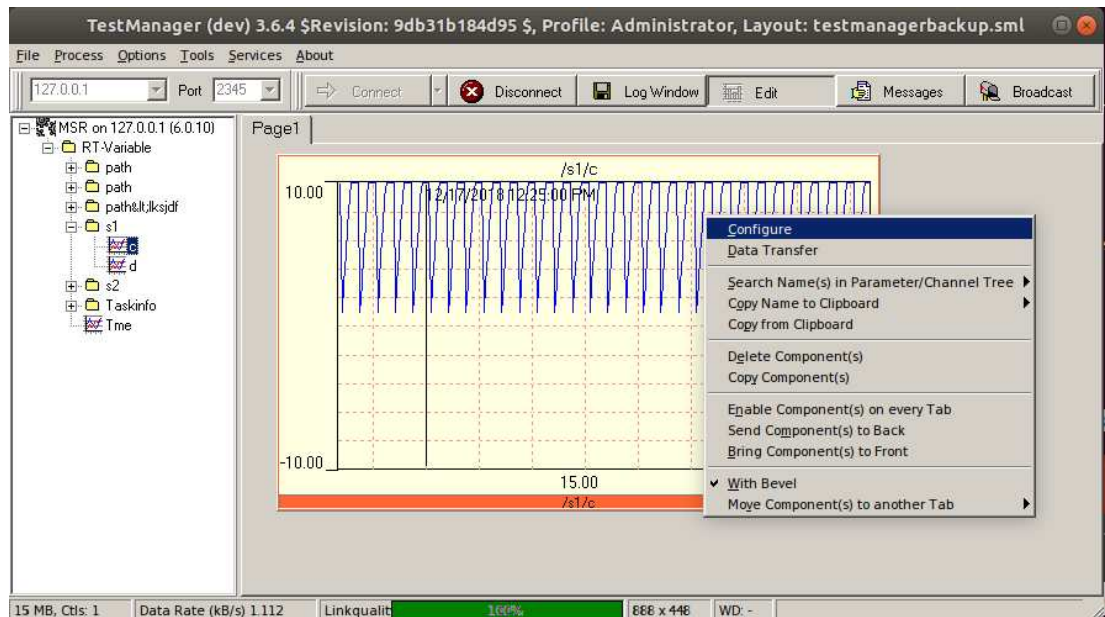 TestManager (dev) 3.6.4 $Revision: 9db31b184d95 $, Profile: Administrator, Layout: testmanagerbackup.sml
File Process Options Tools Services About
127.0.0.1 Port 2345 Connect Disconnect Log Window Edit Messages Broadcast
MSR on 127.0.0.1 (6.0.10)
RT-Variable
path
path
path&lt;lksjdf
s1
c
d
s2
Taskinfo
Tme
Page1
/s1/c
10.00
12/17/2018 12:25:00 PM
-10.00
15.00
/s1/c
Configure
Data Transfer
Search Name(s) in Parameter/Channel Tree
Copy Name to Clipboard
Copy from Clipboard
Delete Component(s)
Copy Component(s)
Enable Component(s) on every Tab
Send Component(s) to Back
Bring Component(s) to Front
With Bevel
Move Component(s) to another Tab
15 MB, Ctls: 1 Data Rate (kB/s) 1.112 Linkqualit 100% 888 x 448 WD: -